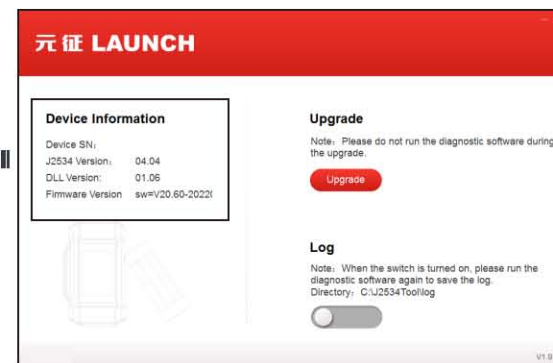 元征 LAUNCH
Device Information
Device SN:
J2534 Version: 04.04
DLL Version: 01.06
Firmware Version sw=V20.60-2022(
Upgrade
Note: Please do not run the diagnostic software during
the upgrade.
Upgrade
Log
Note: When the switch is turned on, please run the
diagnostic software again to save the log.
Directory: C:\J2534Tool\log